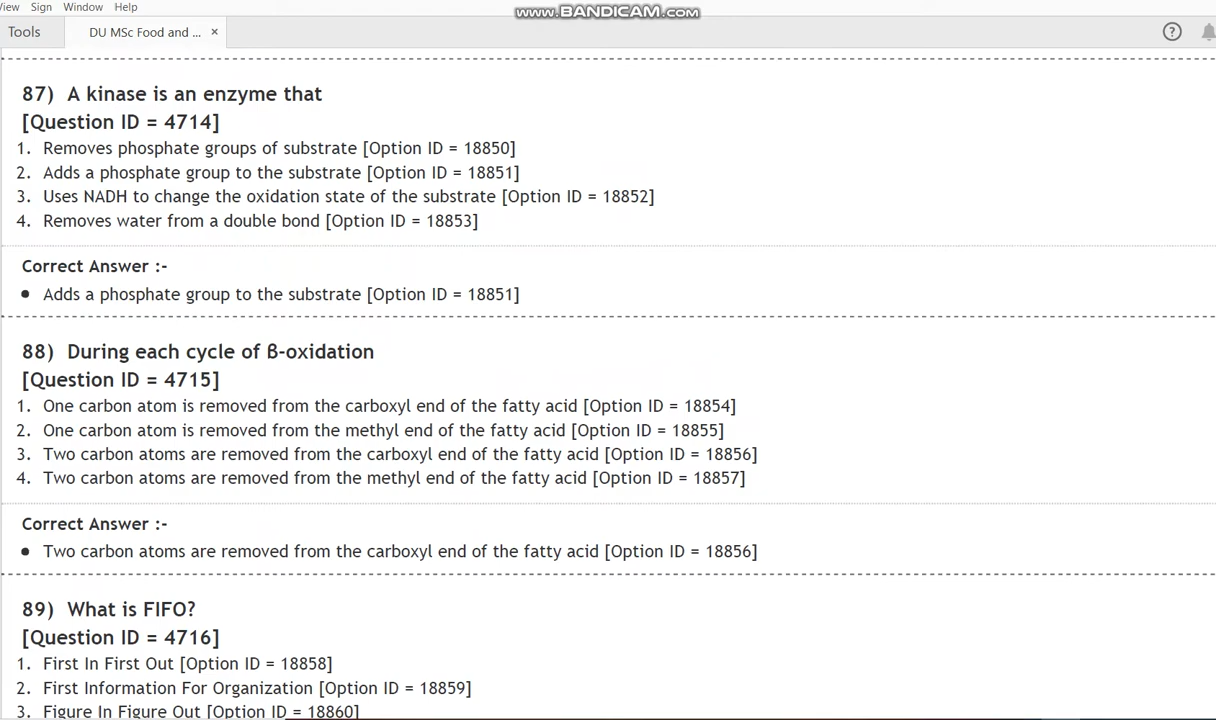 View Sign Window Help
www.BANDICAM.com
Tools DU MSc Food and ... × ?
87) A kinase is an enzyme that
[Question ID = 4714]
1. Removes phosphate groups of substrate [Option ID = 18850]
2. Adds a phosphate group to the substrate [Option ID = 18851]
3. Uses NADH to change the oxidation state of the substrate [Option ID = 18852]
4. Removes water from a double bond [Option ID = 18853]
Correct Answer :-
• Adds a phosphate group to the substrate [Option ID = 18851]
88) During each cycle of ß-oxidation
[Question ID = 4715]
1. One carbon atom is removed from the carboxyl end of the fatty acid [Option ID = 18854]
2. One carbon atom is removed from the methyl end of the fatty acid [Option ID = 18855]
3. Two carbon atoms are removed from the carboxyl end of the fatty acid [Option ID = 18856]
4. Two carbon atoms are removed from the methyl end of the fatty acid [Option ID = 18857]
Correct Answer :-
• Two carbon atoms are removed from the carboxyl end of the fatty acid [Option ID = 18856]
89) What is FIFO?
[Question ID = 4716]
1. First In First Out [Option ID = 18858]
2. First Information For Organization [Option ID = 18859]
3. Figure In Figure Out [Option ID = 18860]